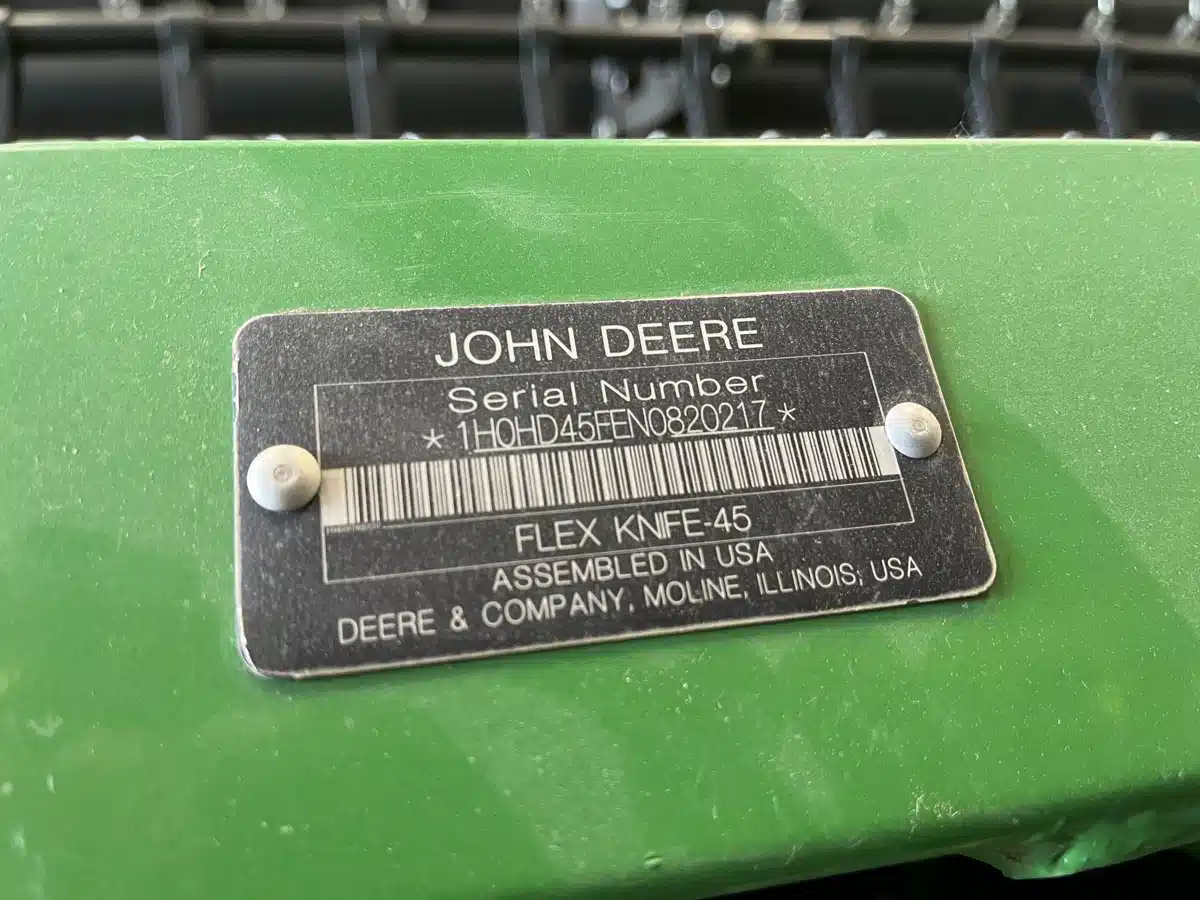 JOHN DEERE
Serial Number
* 1H0HD45FEN0820217 *
FLEX KNIFE-45
ASSEMBLED IN USA
DEERE & COMPANY, MOLINE, ILLINOIS, USA